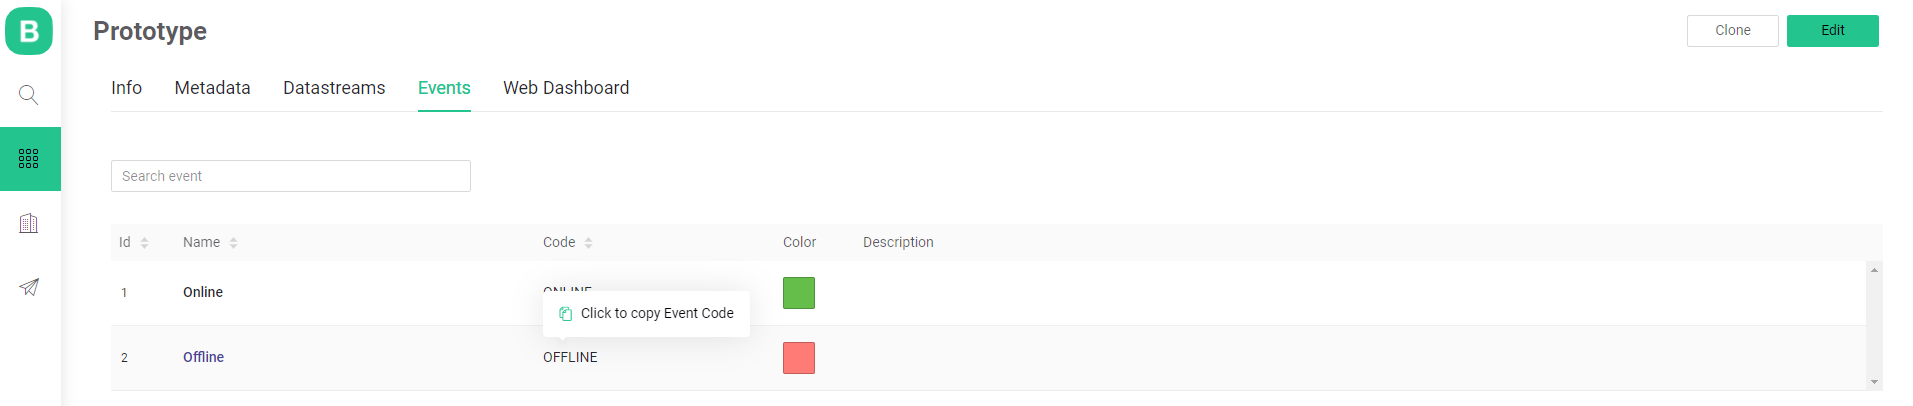 B
Prototype
Clone
Edit
Info Metadata Datastreams Events Web Dashboard
Search event
Id Name Code Color Description
1 Online ONLINE
Click to copy Event Code
2 Offline OFFLINE